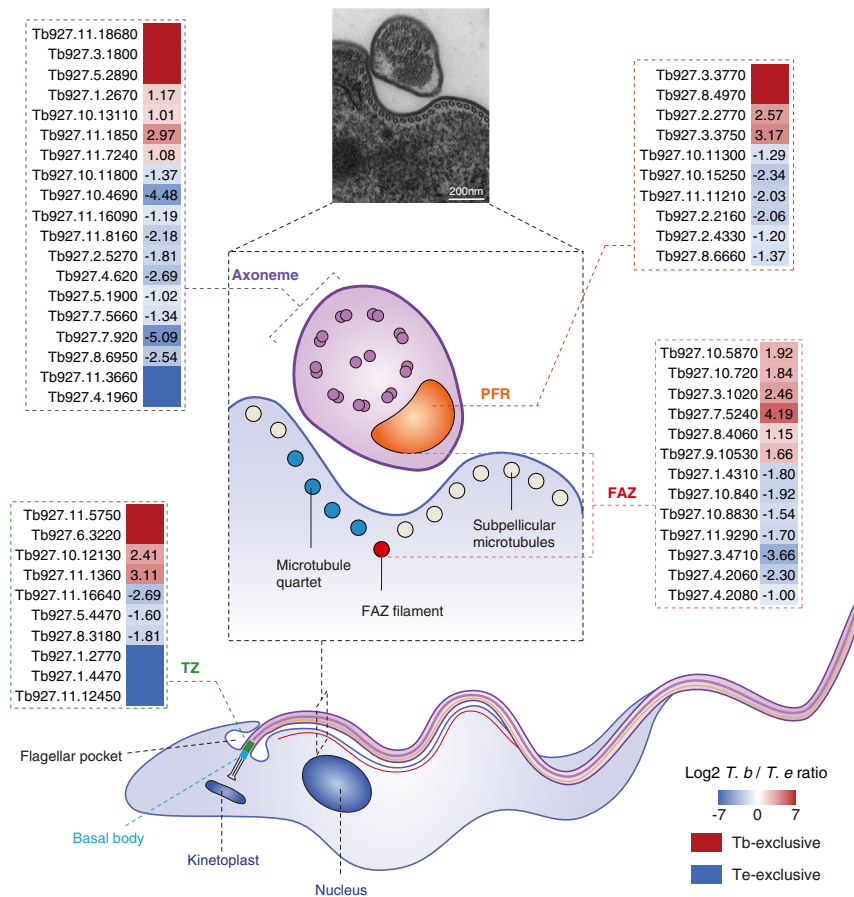 Tb927.11.18680
Tb927.3.1800
Tb927.5.2890
Tb927.1.2670 1.17
Tb927.10.13110 1.01
Tb927.11.1850 2.97
Tb927.11.7240 1.08
Tb927.10.11800 -1.37
Tb927.10.4690 -4.48
Tb927.11.16090 -1.19
Tb927.11.8160 -2.18
Tb927.2.5270 -1.81
Tb927.4.620 -2.69
Tb927.5.1900 -1.02
Tb927.7.5660 -1.34
Tb927.7.920 -5.09
Tb927.8.6950 -2.54
Tb927.11.3660
Tb927.4.1960
200nm
Tb927.3.3770
Tb927.8.4970
Tb927.2.2770 2.57
Tb927.3.3750 3.17
Tb927.10.11300 -1.29
Tb927.10.15250 -2.34
Tb927.11.11210 -2.03
Tb927.2.2160 -2.06
Tb927.2.4330 -1.20
Tb927.8.6660 -1.37
Axoneme
PFR
FAZ
Subpellicular
microtubules
Microtubule
quartet
FAZ filament
Tb927.10.5870 1.92
Tb927.10.720 1.84
Tb927.3.1020 2.46
Tb927.7.5240 4.19
Tb927.8.4060 1.15
Tb927.9.10530 1.66
Tb927.1.4310 -1.80
Tb927.10.840 -1.92
Tb927.10.8830 -1.54
Tb927.11.9290 -1.70
Tb927.3.4710 -3.66
Tb927.4.2060 -2.30
Tb927.4.2080 -1.00
Tb927.11.5750
Tb927.6.3220
Tb927.10.12130 2.41
Tb927.11.1360 3.11
Tb927.11.16640 -2.69
Tb927.5.4470 -1.60
Tb927.8.3180 -1.81
Tb927.1.2770
Tb927.1.4470
Tb927.11.12450
TZ
Flagellar pocket
Basal body
Kinetoplast
Nucleus
Log2 T. b / T. e ratio
-7 0 7
Tb-exclusive
Te-exclusive